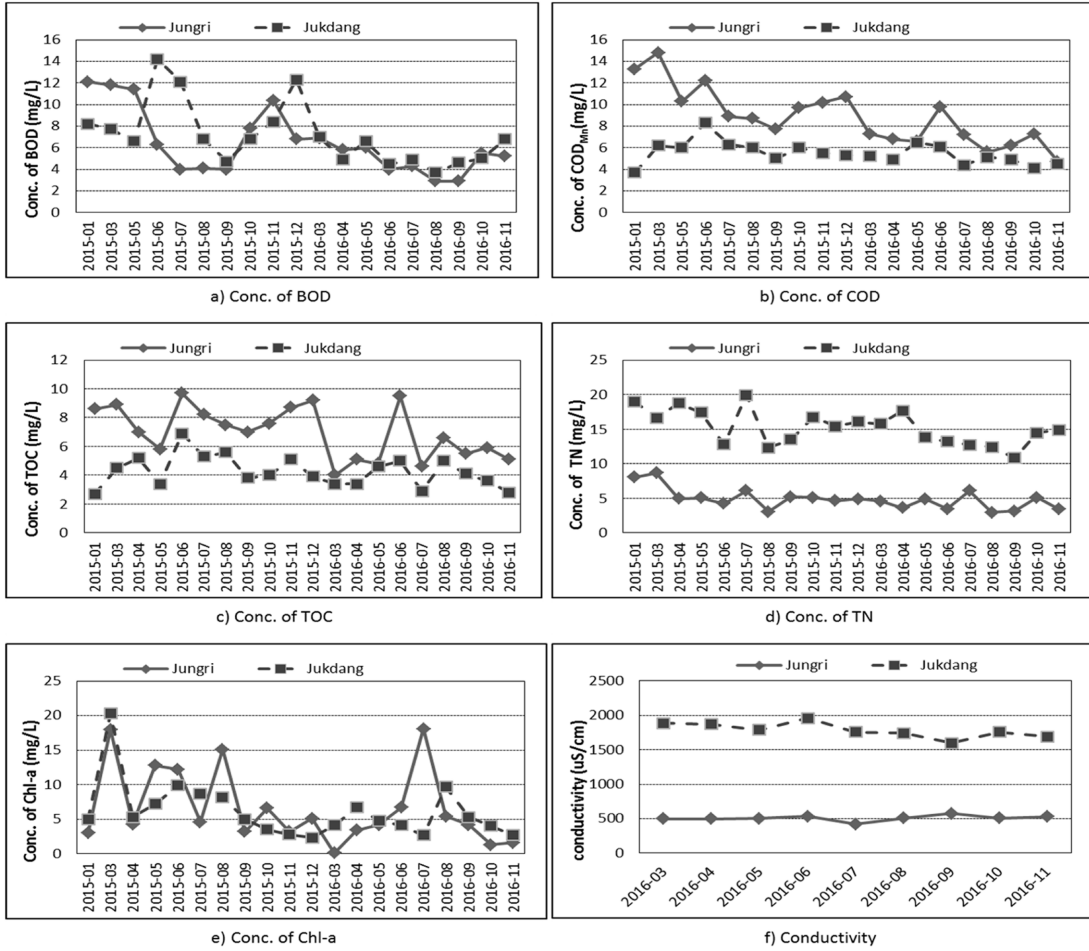 Jungri Jukdang
Conc. of BOD (mg/L)
16
14
12
10
8
6
4
2
0
2015-01 2015-03 2015-05 2015-06 2015-07 2015-08 2015-09 2015-10 2015-11 2015-12 2016-03 2016-04 2016-05 2016-06 2016-07 2016-08 2016-09 2016-10 2016-11
a) Conc. of BOD
Jungri Jukdang
Conc. of COD_Mn(mg/L)
16
14
12
10
8
6
4
2
0
2015-01 2015-03 2015-05 2015-06 2015-07 2015-08 2015-09 2015-10 2015-11 2015-12 2016-03 2016-04 2016-05 2016-06 2016-07 2016-08 2016-09 2016-10 2016-11
b) Conc. of COD
Jungri Jukdang
Conc. of TOC (mg/L)
12
10
8
6
4
2
0
2015-01 2015-03 2015-04 2015-05 2015-06 2015-07 2015-08 2015-09 2015-10 2015-11 2015-12 2016-03 2016-04 2016-05 2016-06 2016-07 2016-08 2016-09 2016-10 2016-11
c) Conc. of TOC
Jungri Jukdang
Conc. of TN (mg/L)
25
20
15
10
5
0
2015-01 2015-03 2015-04 2015-05 2015-06 2015-07 2015-08 2015-09 2015-10 2015-11 2015-12 2016-03 2016-04 2016-05 2016-06 2016-07 2016-08 2016-09 2016-10 2016-11
d) Conc. of TN
Jungri Jukdang
Conc. of Chl-a (mg/L)
25
20
15
10
5
0
2015-01 2015-03 2015-04 2015-05 2015-06 2015-07 2015-08 2015-09 2015-10 2015-11 2015-12 2016-03 2016-04 2016-05 2016-06 2016-07 2016-08 2016-09 2016-10 2016-11
e) Conc. of Chl-a
Jungri Jukdang
conductivity (uS/cm)
2500
2000
1500
1000
500
0
2016-03 2016-04 2016-05 2016-06 2016-07 2016-08 2016-09 2016-10 2016-11
f) Conductivity